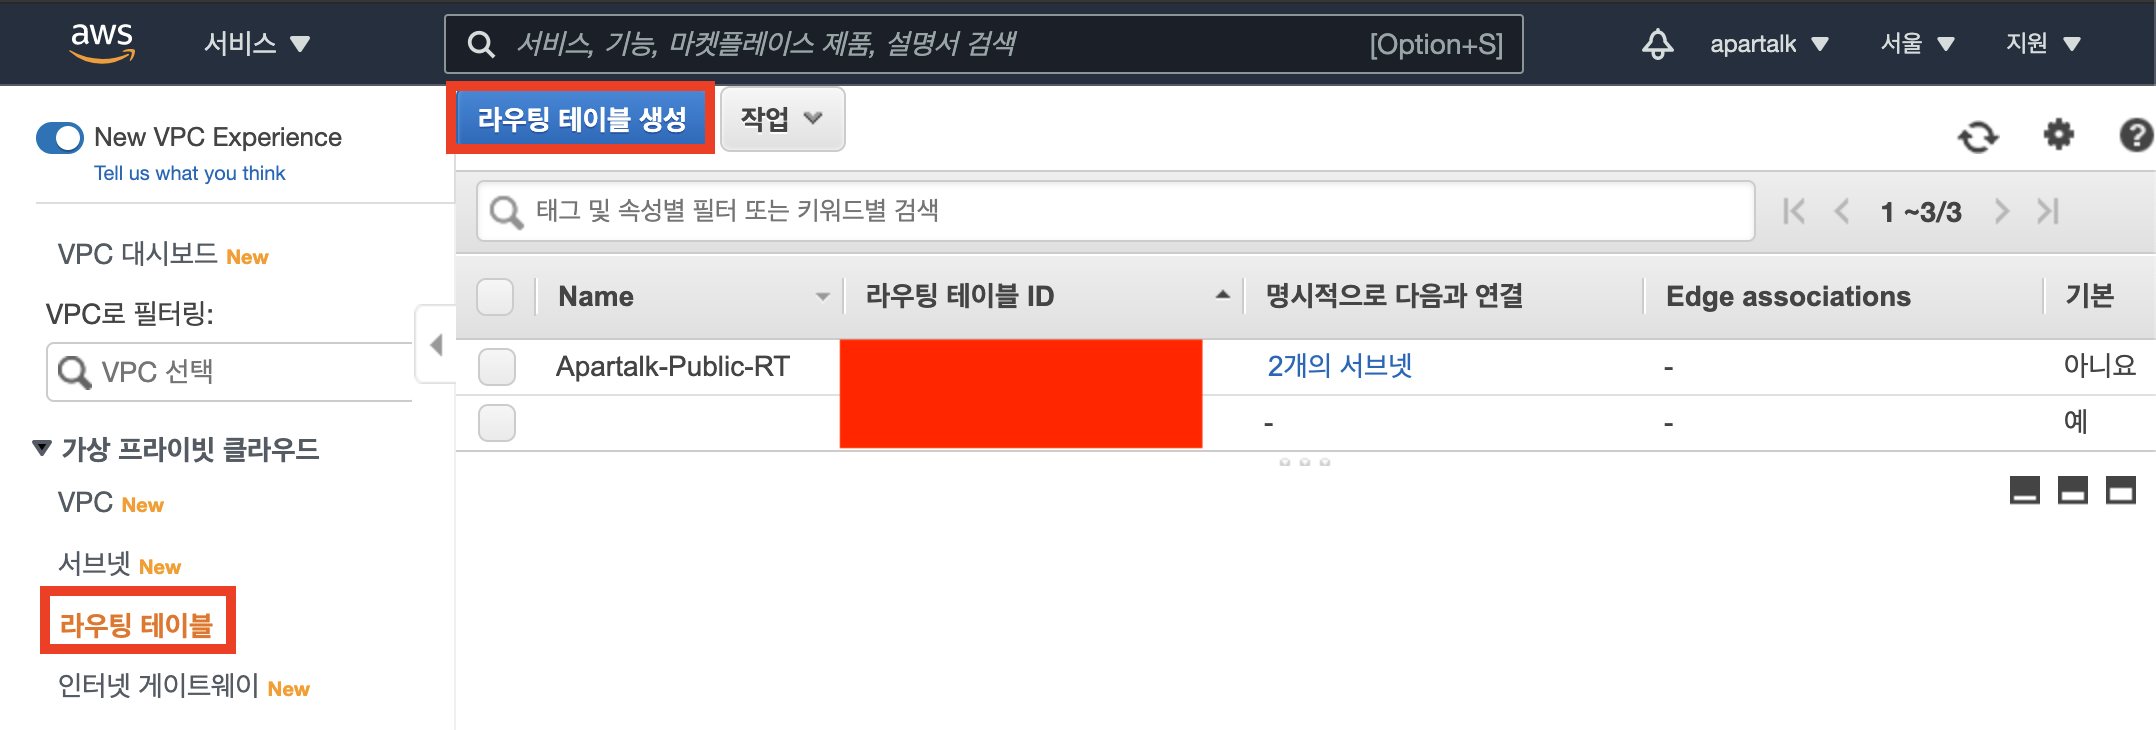 aws 서비스 서비스, 기능, 마켓플레이스 제품, 설명서 검색 [Option+S] apartalk 서울 지원
New VPC Experience
Tell us what you think
라우팅 테이블 생성 작업
태그 및 속성별 필터 또는 키워드별 검색 1 ~3/3
VPC 대시보드 New
VPC로 필터링:
VPC 선택
가상 프라이빗 클라우드
VPC New
서브넷 New
라우팅 테이블
인터넷 게이트웨이 New
Name 라우팅 테이블 ID 명시적으로 다음과 연결 Edge associations 기본
Apartalk-Public-RT 2개의 서브넷 - 아니요
- - 예